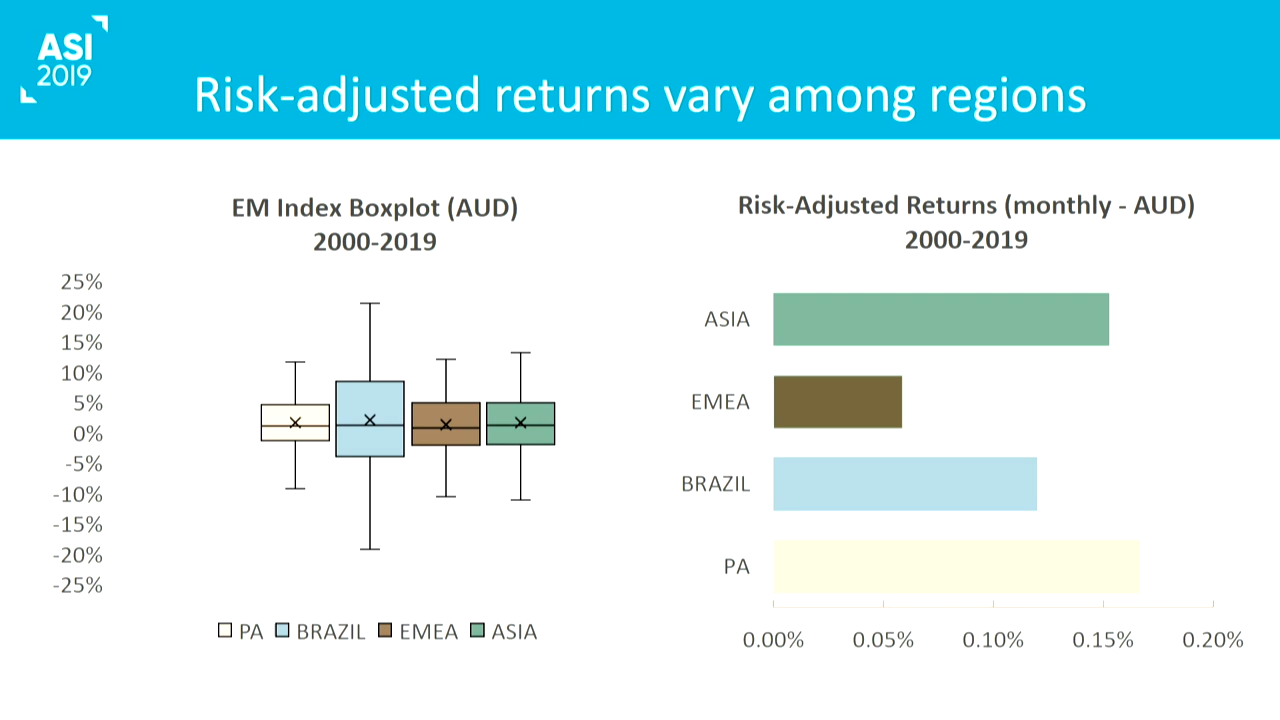 ASI
2019
Risk-adjusted returns vary among regions
EM Index Boxplot (AUD)
2000-2019
25%
20%
15%
10%
5%
0%
-5%
-10%
-15%
-20%
-25%
PA BRAZIL EMEA ASIA
Risk-Adjusted Returns (monthly - AUD)
2000-2019
ASIA
EMEA
BRAZIL
PA
0.00% 0.05% 0.10% 0.15% 0.20%